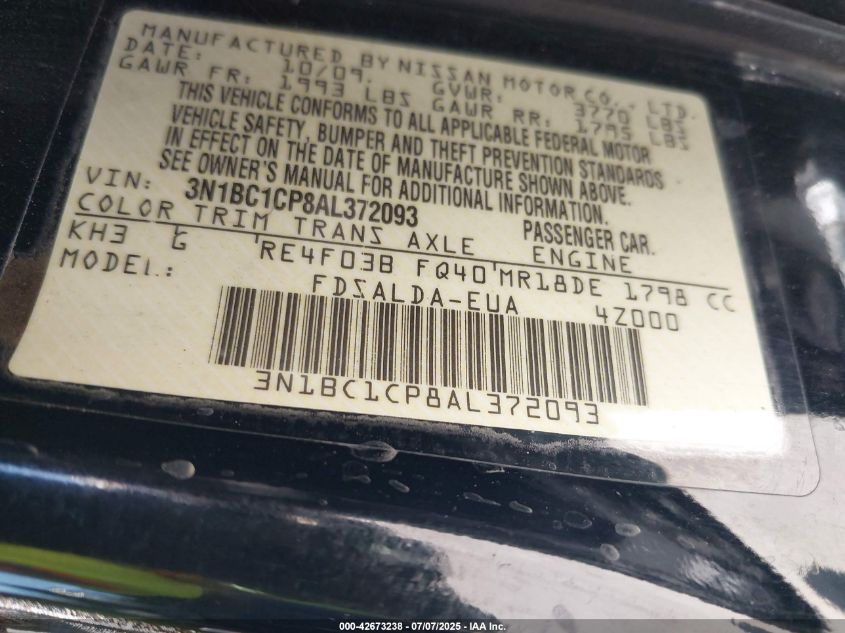 MANUFACTURED BY NISSAN MOTOR CO., LTD.
DATE: 10/09. GVWR: 3770 LBS
GAWR FR: 1993 LBS GAWR RR: 1795 LBS
THIS VEHICLE CONFORMS TO ALL APPLICABLE FEDERAL MOTOR
VEHICLE SAFETY, BUMPER AND THEFT PREVENTION STANDARDS
IN EFFECT ON THE DATE OF MANUFACTURE SHOWN ABOVE.
SEE OWNER'S MANUAL FOR ADDITIONAL INFORMATION.
VIN: 3N1BC1CP8AL372093 PASSENGER CAR.
COLOR TRIM TRANS AXLE ENGINE
KH3 G RE4F03B FQ40 MR18DE 1798 CC
MODEL: FDSALDA-EUA 4Z000
3N1BC1CP8AL372093
000-42673238 - 07/07/2025 - IAA Inc.